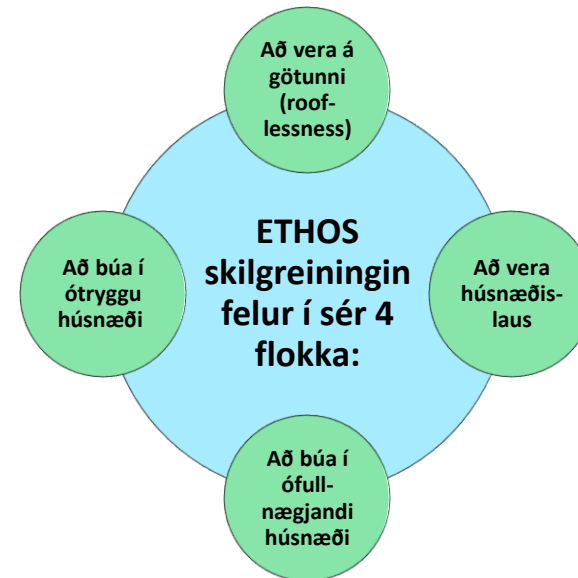 Að vera á
götunni
(roof-
lessness)
ETHOS
skilgreiningin
felur í sér 4
flokka:
Að búa í
ótryggu
húsnæði
Að vera
húsnæðis-
laus
Að búa í
ófull-
nægjandi
húsnæði